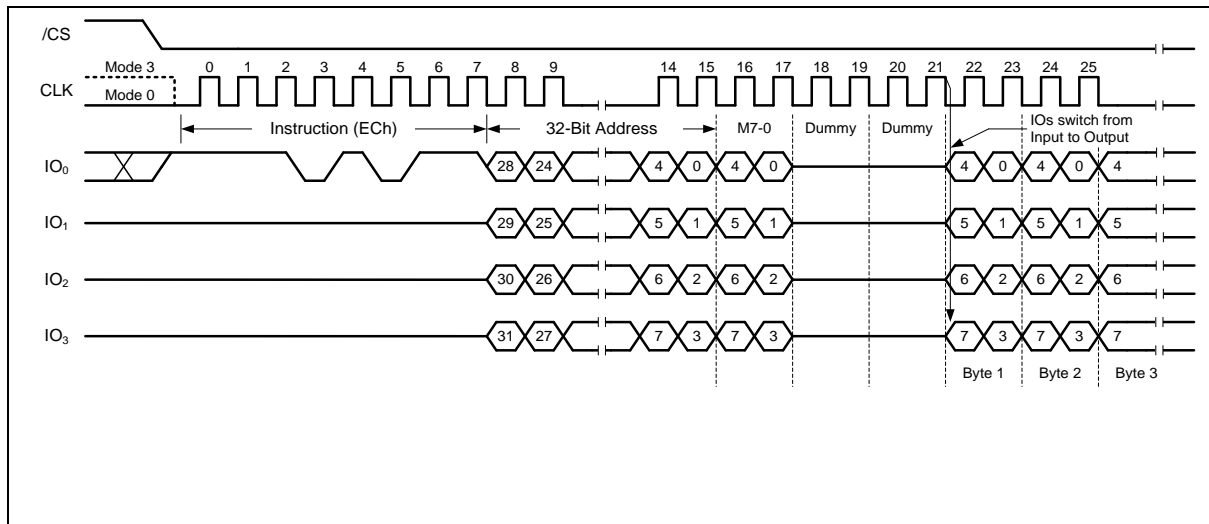 /CS
Mode 3 0 1 2 3 4 5 6 7 8 9 14 15 16 17 18 19 20 21 22 23 24 25
CLK Mode 0
Instruction (ECh) 32-Bit Address M7-0 Dummy Dummy IOs switch from
Input to Output
IO0 28 24 4 0 4 0 4 0 4 0 4
IO1 29 25 5 1 5 1 5 1 5 1 5
IO2 30 26 6 2 6 2 6 2 6 2 6
IO3 31 27 7 3 7 3 7 3 7 3 7
Byte 1 Byte 2 Byte 3